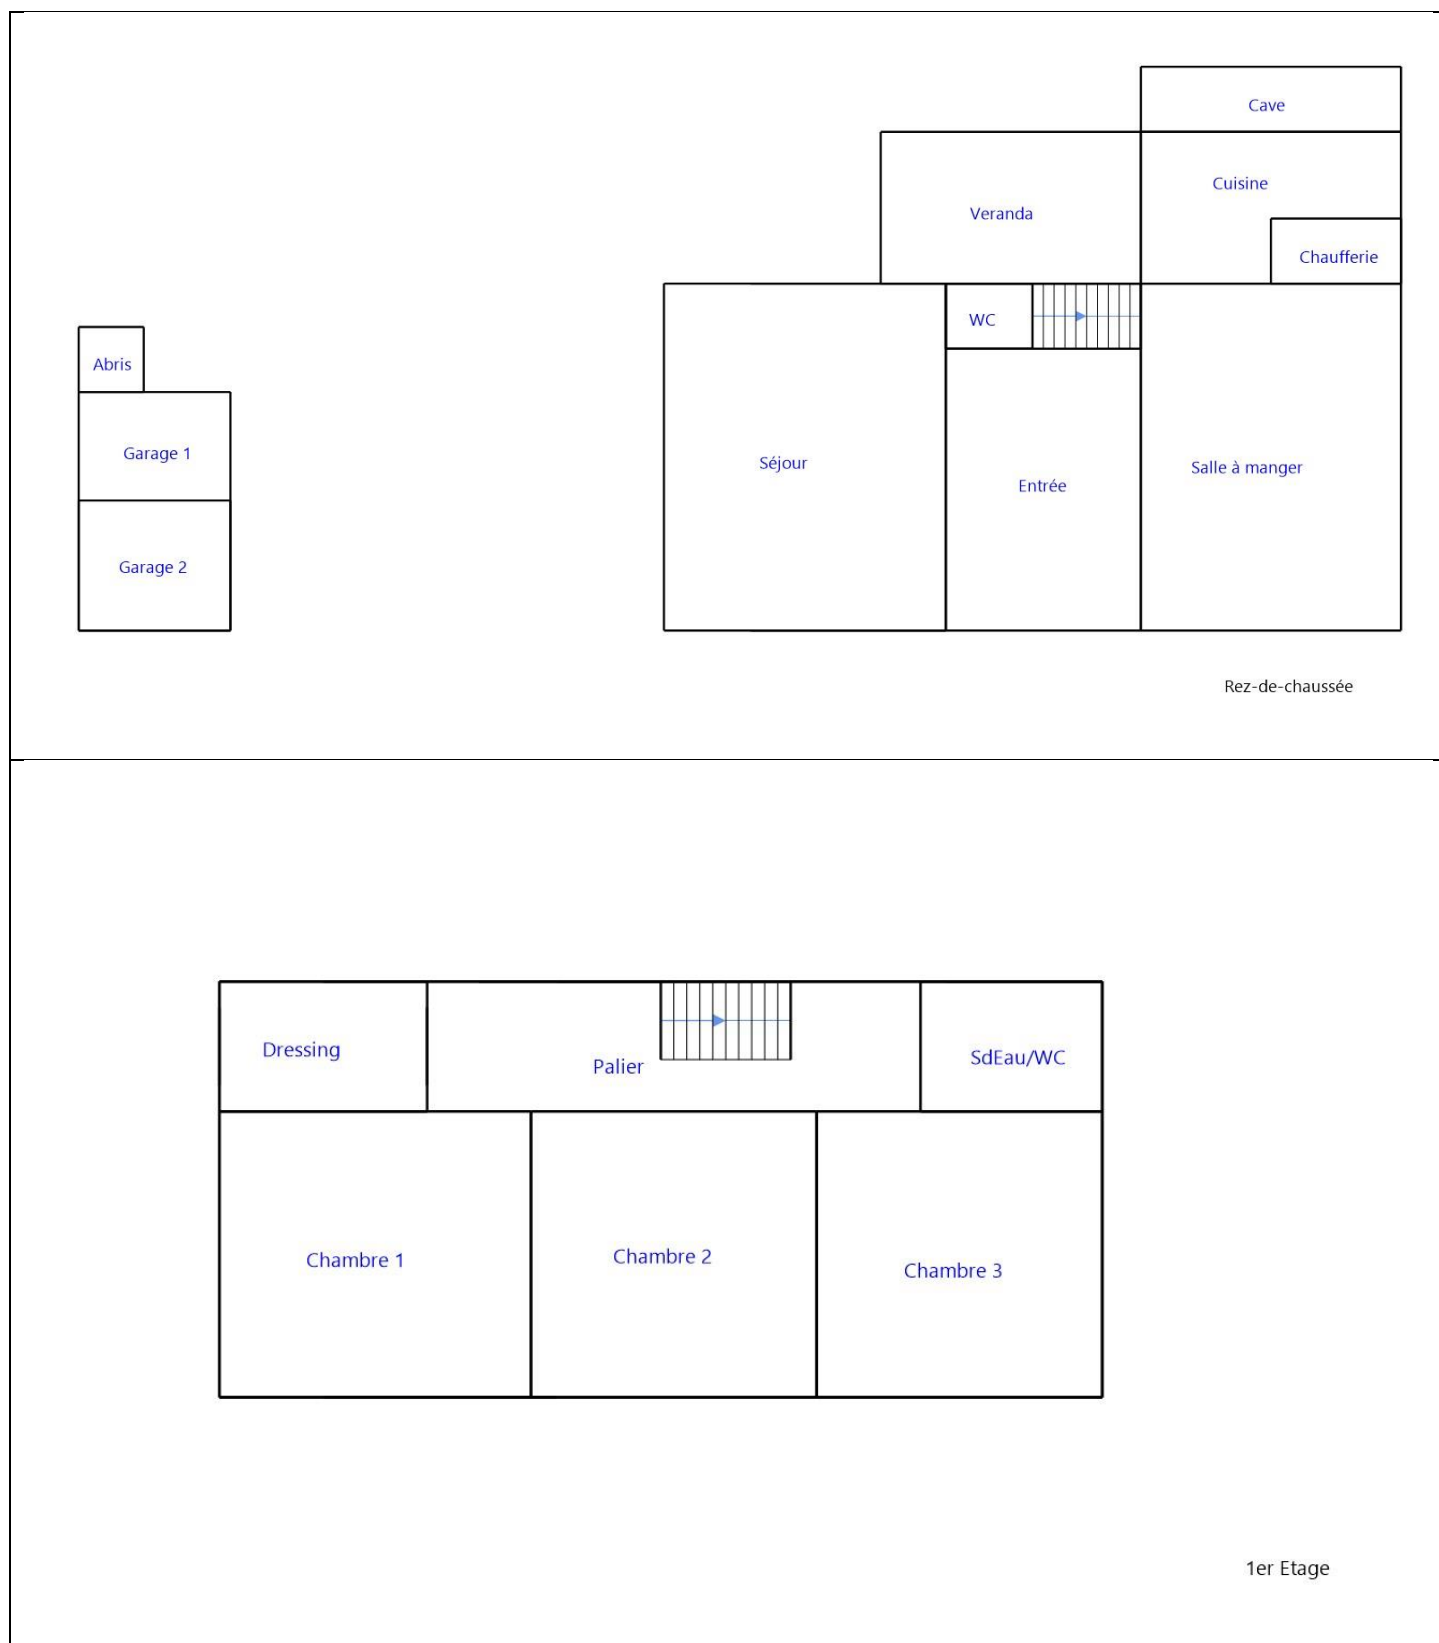 Cave
Cuisine
Veranda
Chaufferie
WC
Abris
Garage 1
Séjour
Salle à manger
Entrée
Garage 2
Rez-de-chaussée
Dressing
Palier
SdEau/WC
Chambre 1
Chambre 2
Chambre 3
1er Etage